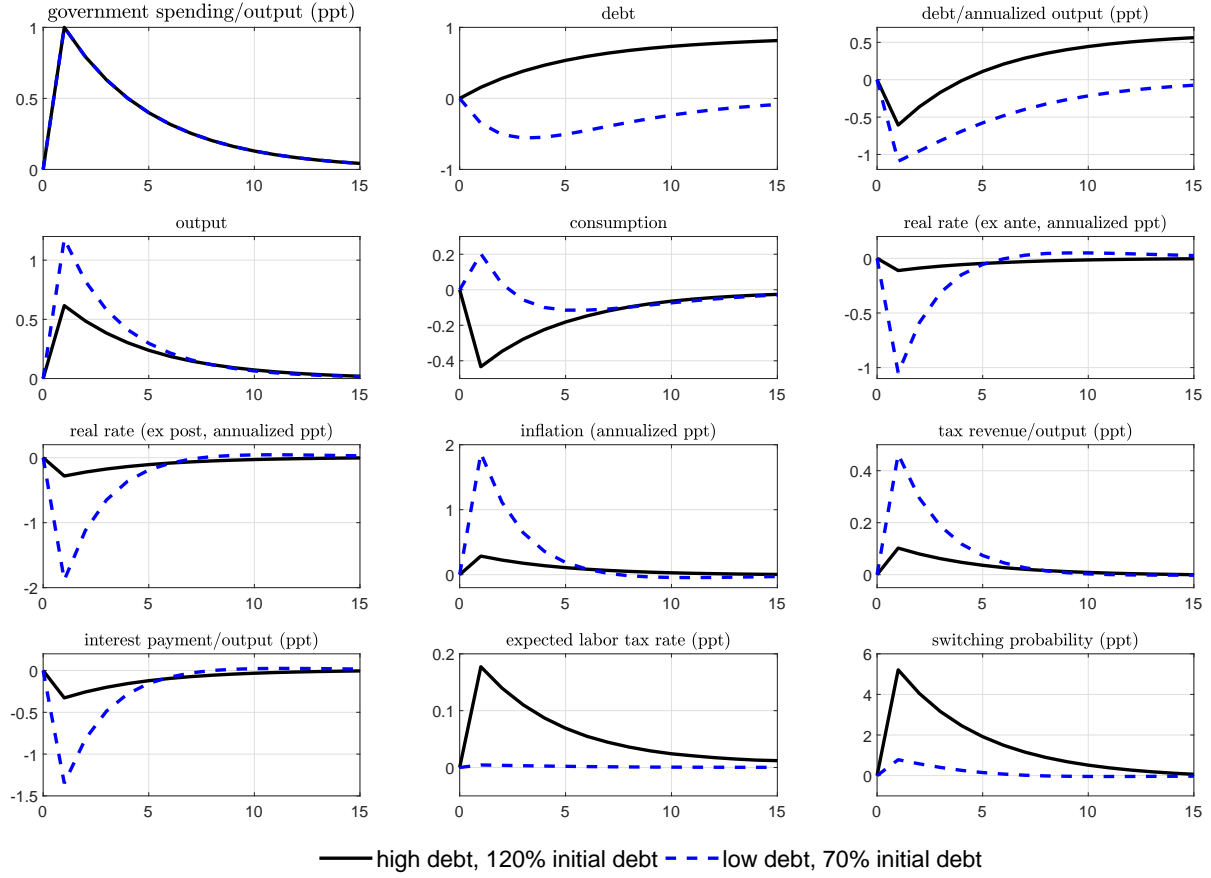 government spending/output (ppt)
1
0.5
0
0 5 10 15
debt
1
0
-1
0 5 10 15
debt/annualized output (ppt)
0.5
0
-0.5
-1
0 5 10 15
output
1
0.5
0
0 5 10 15
consumption
0.2
0
-0.2
-0.4
0 5 10 15
real rate (ex ante, annualized ppt)
0
-0.5
-1
0 5 10 15
real rate (ex post, annualized ppt)
0
-1
-2
0 5 10 15
inflation (annualized ppt)
2
1
0
0 5 10 15
tax revenue/output (ppt)
0.4
0.2
0
0 5 10 15
interest payment/output (ppt)
0
-0.5
-1
-1.5
0 5 10 15
expected labor tax rate (ppt)
0.2
0.1
0
0 5 10 15
switching probability (ppt)
6
4
2
0
0 5 10 15
high debt, 120% initial debt low debt, 70% initial debt